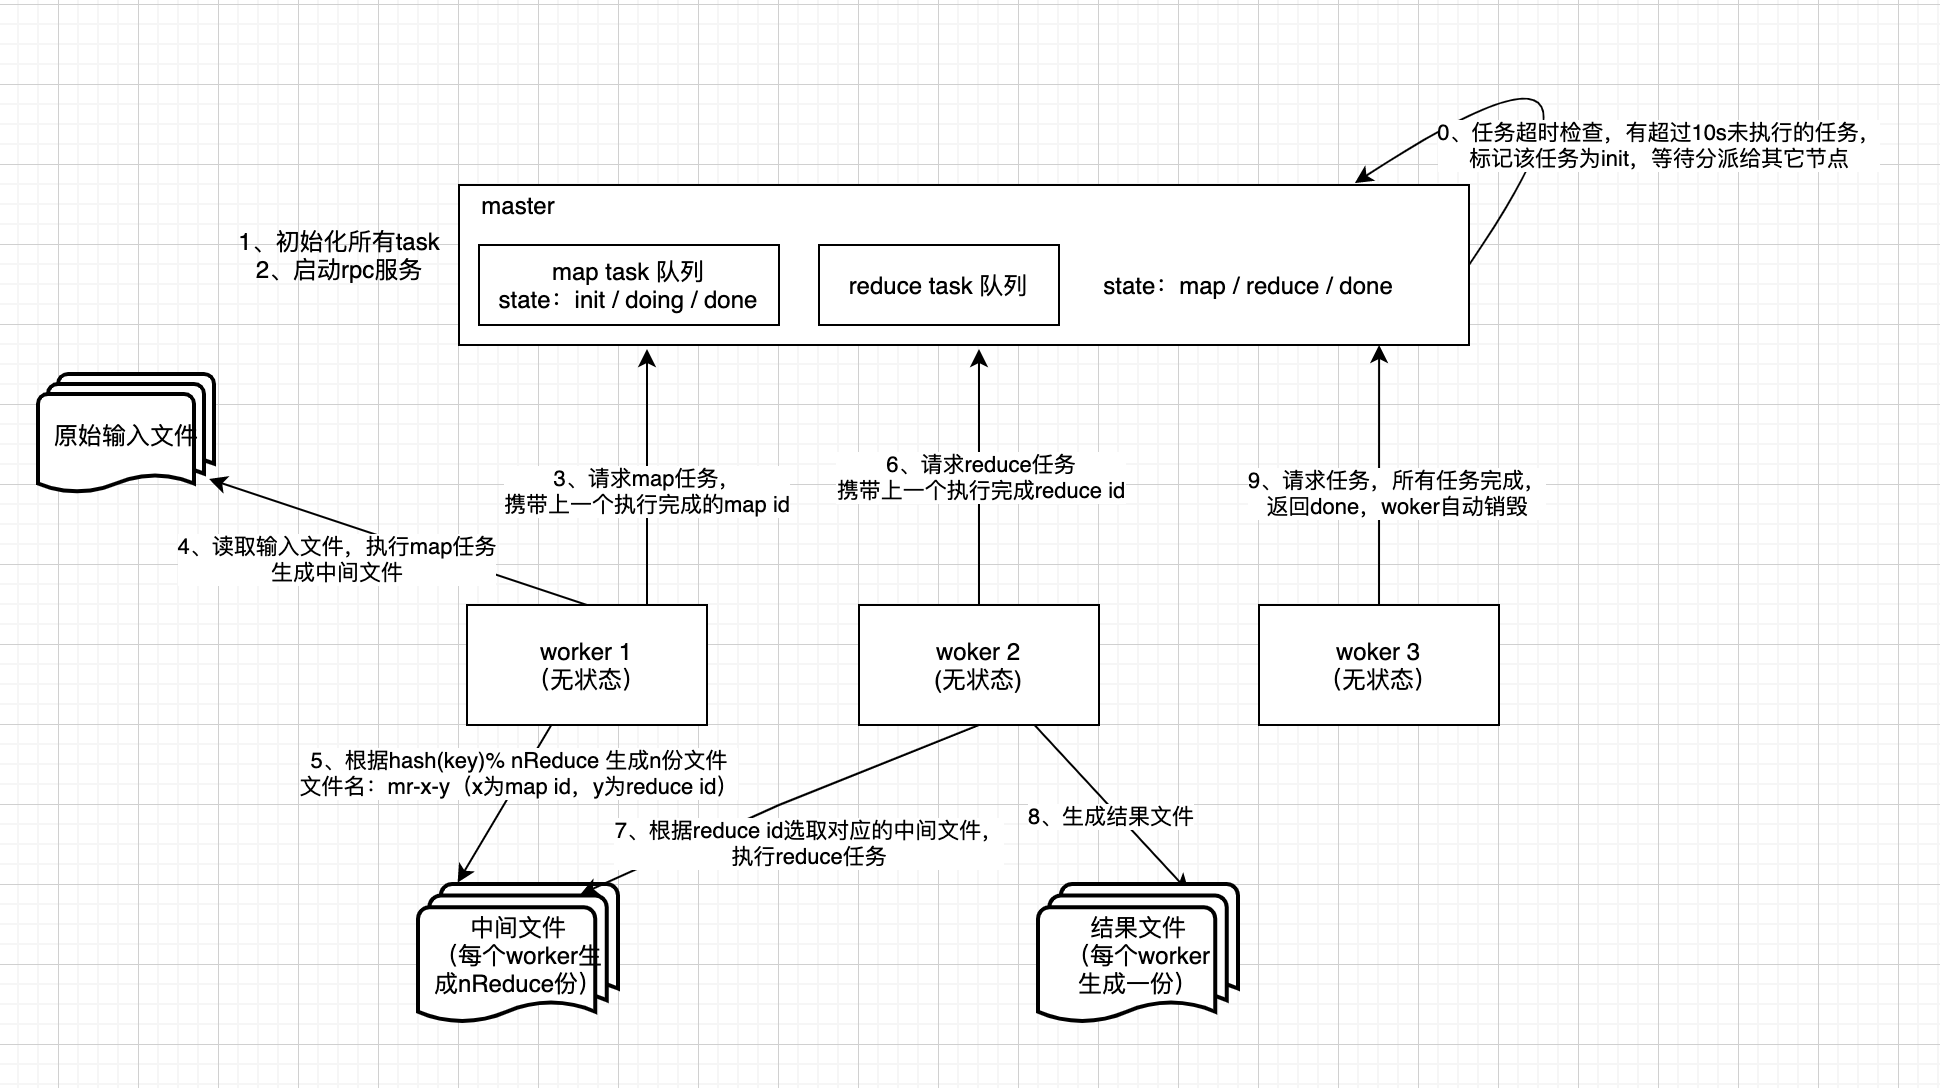 0、任务超时检查，有超过10s未执行的任务，
标记该任务为init，等待分派给其它节点
master
1、初始化所有task
2、启动rpc服务
map task 队列
state：init / doing / done
reduce task 队列
state：map / reduce / done
原始输入文件
3、请求map任务，
携带上一个执行完成的map id
6、请求reduce任务
携带上一个执行完成reduce id
9、请求任务，所有任务完成，
返回done，woker自动销毁
4、读取输入文件，执行map任务
生成中间文件
worker 1
（无状态）
woker 2
(无状态)
woker 3
（无状态）
5、根据hash(key)% nReduce 生成n份文件
文件名：mr-x-y（x为map id，y为reduce id）
7、根据reduce id选取对应的中间文件，
执行reduce任务
8、生成结果文件
中间文件
（每个worker生
成nReduce份）
结果文件
（每个worker
生成一份）